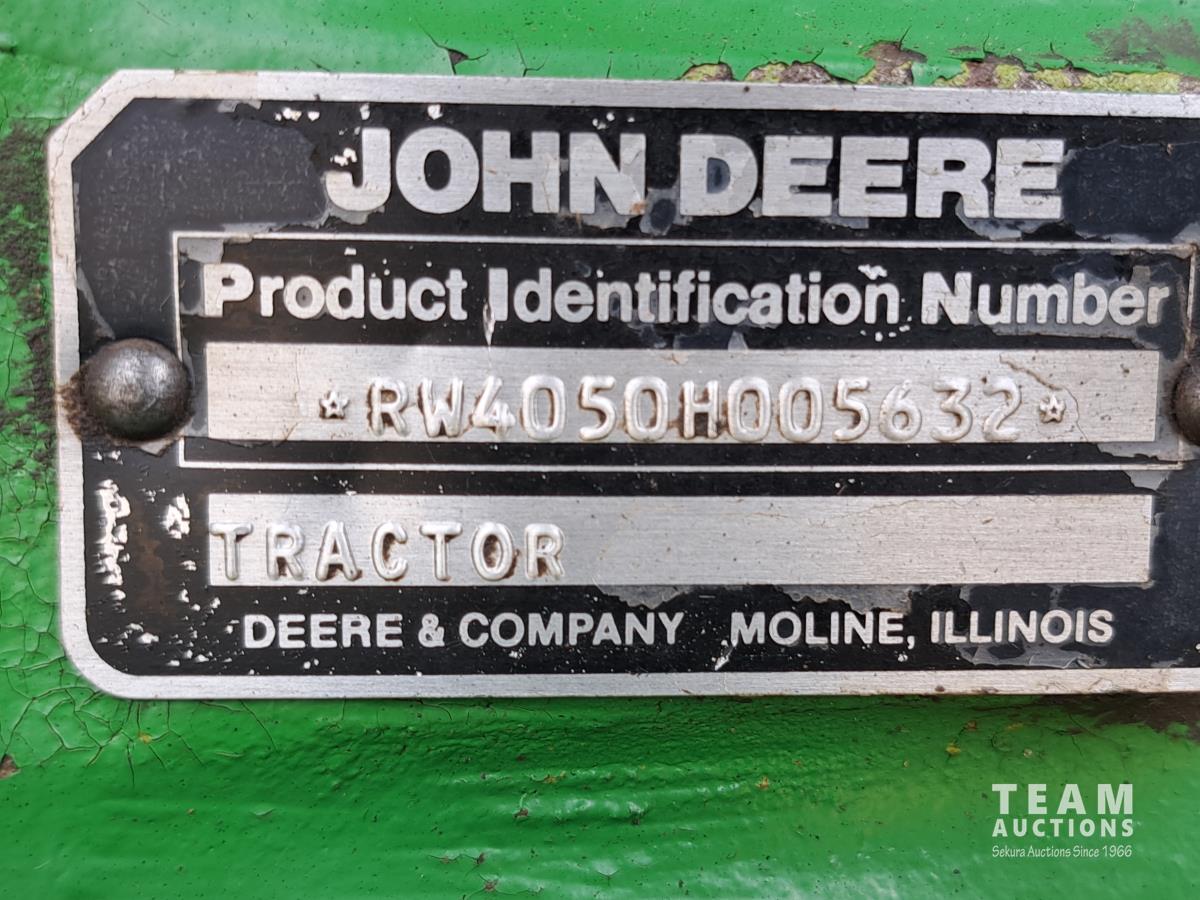 JOHN DEERE
Product Identification Number
*RW4050H005632*
TRACTOR
DEERE & COMPANY MOLINE, ILLINOIS
TEAM
AUCTIONS
Sekura Auctions Since 1966